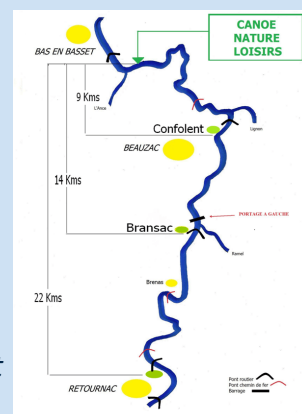 CANOE
NATURE
LOISIRS
BAS EN BASSET
9 Kms
L'Ance
Confolent
Lignon
BEAUZAC
14 Kms
PORTAGE A GAUCHE
Bransac
Ramel
Brenas
22 Kms
RETOURNAC
Pont routier
Pont chemin de fer
Barrage